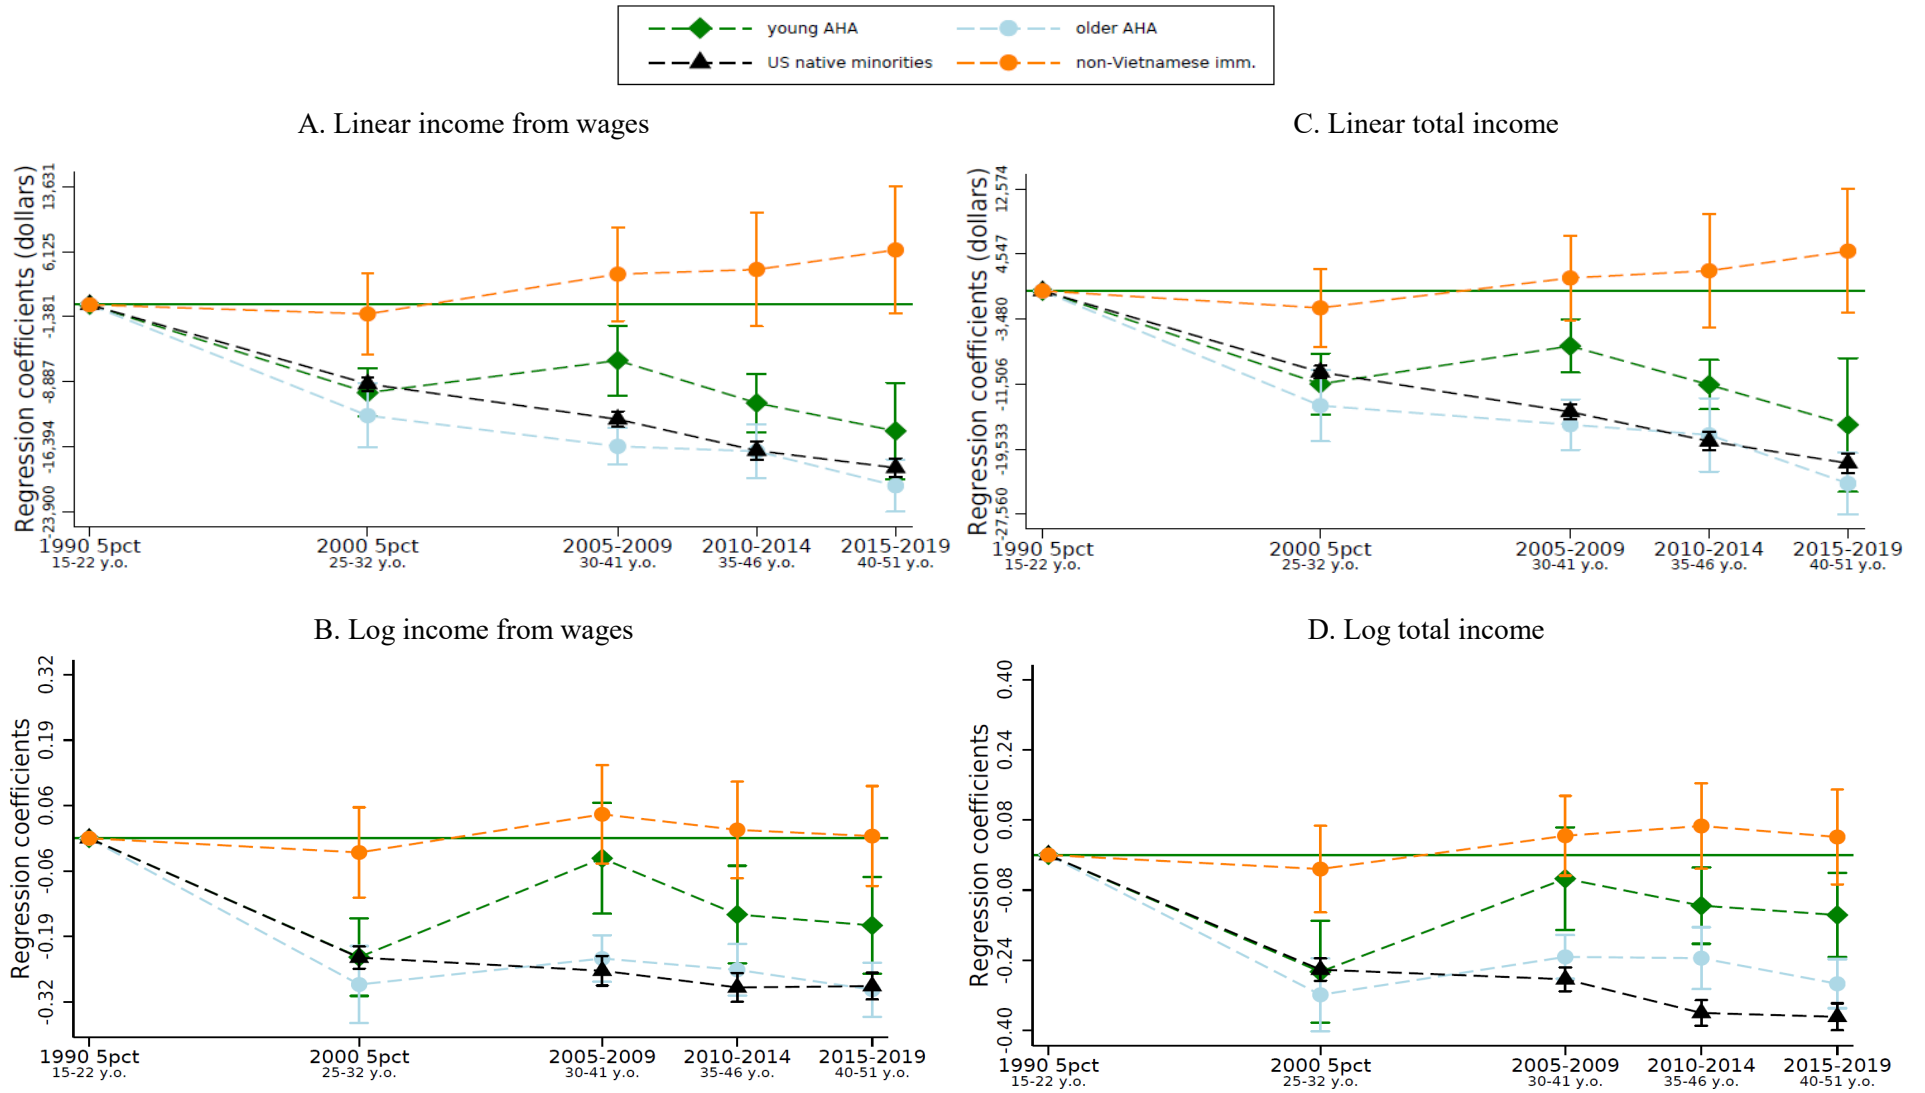 young AHA
older AHA
US native minorities
non-Vietnamese imm.
A. Linear income from wages
Regression coefficients (dollars)
13,631
6,125
-1,381
-8,887
-16,394
-23,900
1990 5pct
15-22 y.o.
2000 5pct
25-32 y.o.
2005-2009
30-41 y.o.
2010-2014
35-46 y.o.
2015-2019
40-51 y.o.
C. Linear total income
Regression coefficients (dollars)
12,574
4,547
-3,480
-11,506
-19,533
-27,560
1990 5pct
15-22 y.o.
2000 5pct
25-32 y.o.
2005-2009
30-41 y.o.
2010-2014
35-46 y.o.
2015-2019
40-51 y.o.
B. Log income from wages
Regression coefficients
0.32
0.19
0.06
-0.06
-0.19
-0.32
1990 5pct
15-22 y.o.
2000 5pct
25-32 y.o.
2005-2009
30-41 y.o.
2010-2014
35-46 y.o.
2015-2019
40-51 y.o.
D. Log total income
Regression coefficients
0.40
0.24
0.08
-0.08
-0.24
-0.40
1990 5pct
15-22 y.o.
2000 5pct
25-32 y.o.
2005-2009
30-41 y.o.
2010-2014
35-46 y.o.
2015-2019
40-51 y.o.